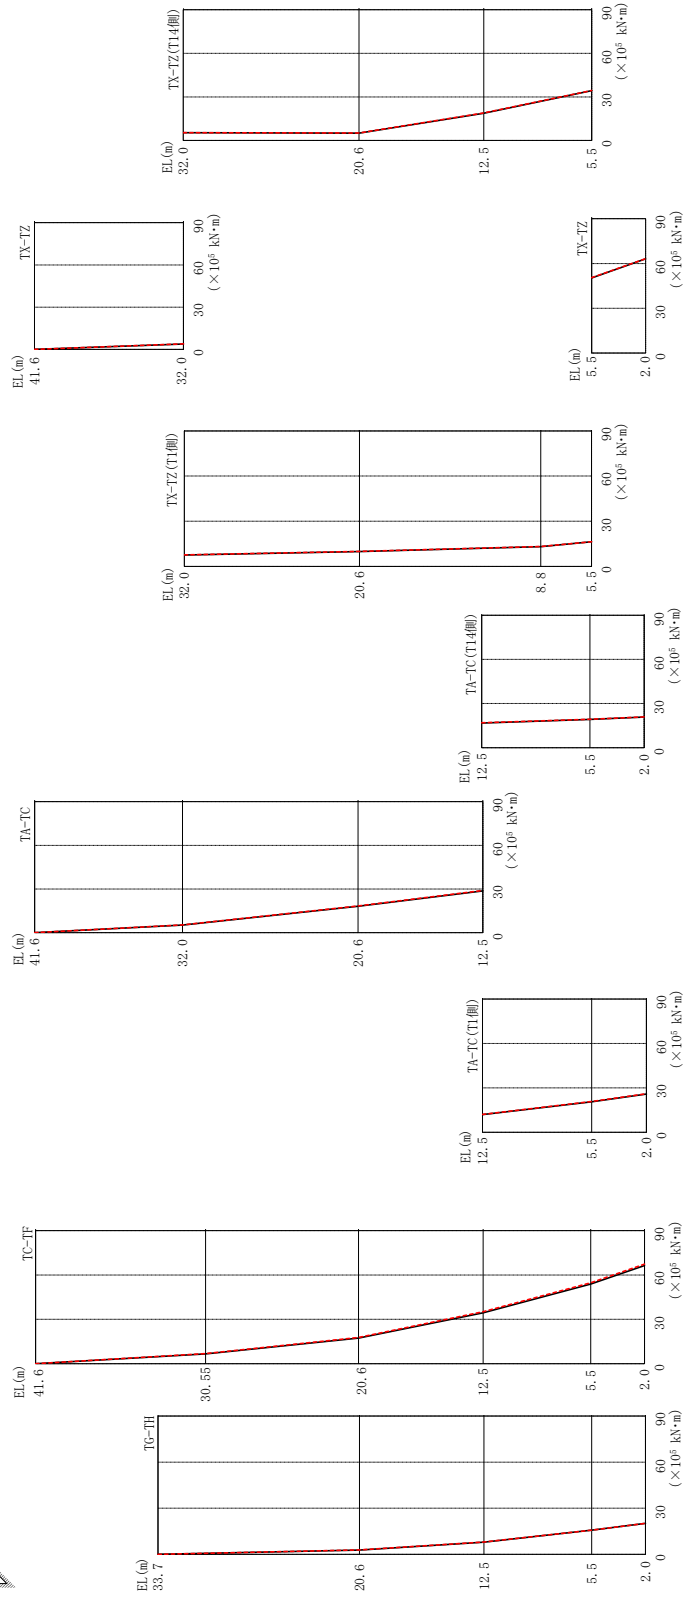 TG-TH
EL(m)
33.7
20.6
12.5
5.5
2.0
0
30
60
90
(×10⁵ kN・m)
TC-TF
EL(m)
41.6
30.55
20.6
12.5
5.5
2.0
0
30
60
90
(×10⁵ kN・m)
TA-TC(T1側)
EL(m)
12.5
5.5
2.0
0
30
60
90
(×10⁵ kN・m)
TA-TC
EL(m)
41.6
32.0
20.6
12.5
0
30
60
90
(×10⁵ kN・m)
TA-TC(T14側)
EL(m)
12.5
5.5
2.0
0
30
60
90
(×10⁵ kN・m)
TX-TZ(T1側)
EL(m)
32.0
20.6
8.8
5.5
0
30
60
90
(×10⁵ kN・m)
TX-TZ
EL(m)
41.6
32.0
0
30
60
90
(×10⁵ kN・m)
TX-TZ
EL(m)
5.5
2.0
0
30
60
90
(×10⁵ kN・m)
TX-TZ(T14側)
EL(m)
32.0
20.6
12.5
5.5
0
30
60
90
(×10⁵ kN・m)